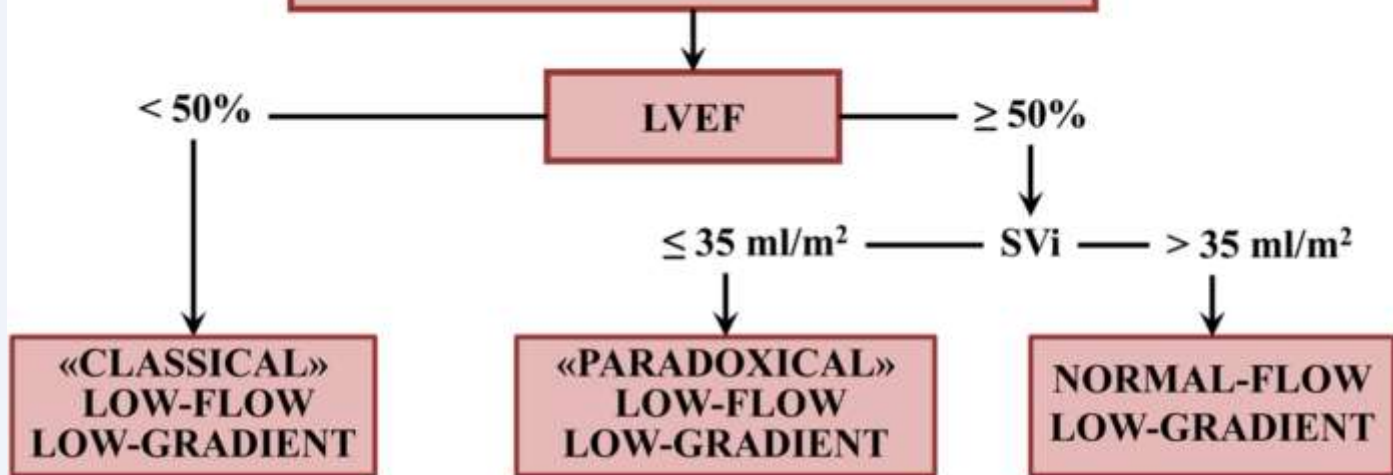 LVEF
< 50%
≥ 50%
≤ 35 ml/m²
SVi
> 35 ml/m²
«CLASSICAL»
LOW-FLOW
LOW-GRADIENT
«PARADOXICAL»
LOW-FLOW
LOW-GRADIENT
NORMAL-FLOW
LOW-GRADIENT